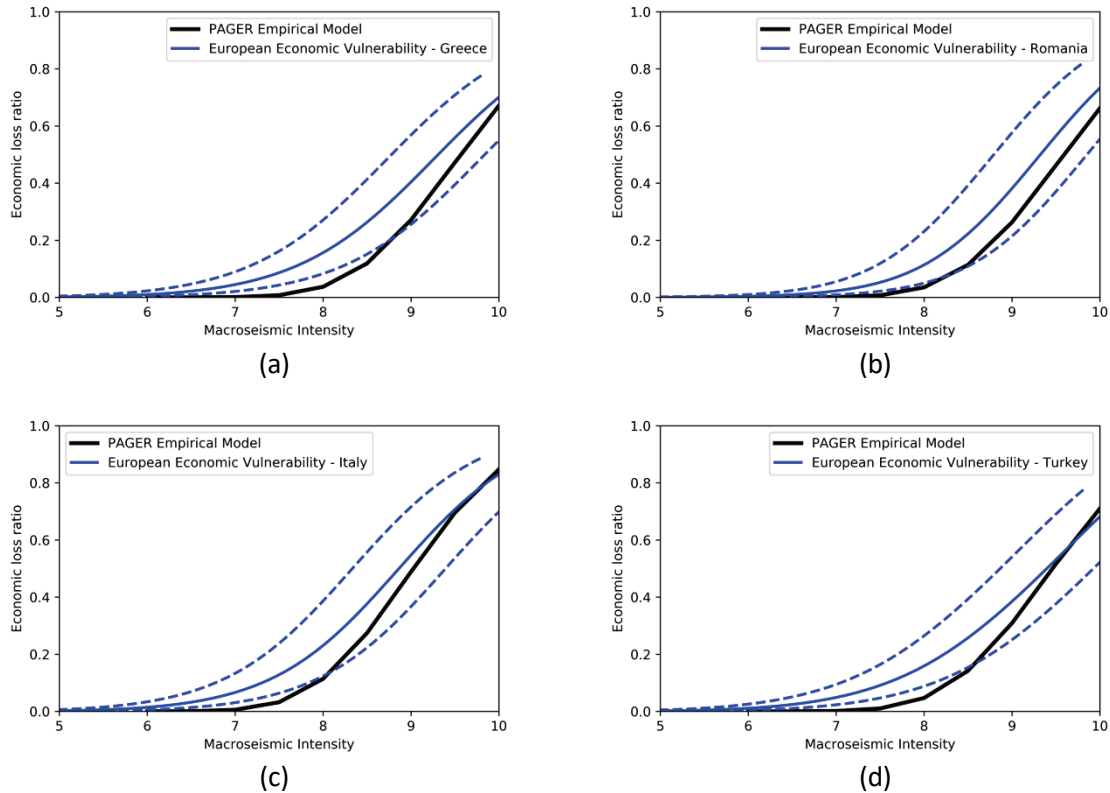 PAGER Empirical Model
European Economic Vulnerability - Greece
Economic loss ratio
1.0
0.8
0.6
0.4
0.2
0.0
5 6 7 8 9 10
Macroseismic Intensity
(a)
PAGER Empirical Model
European Economic Vulnerability - Romania
Economic loss ratio
1.0
0.8
0.6
0.4
0.2
0.0
5 6 7 8 9 10
Macroseismic Intensity
(b)
PAGER Empirical Model
European Economic Vulnerability - Italy
Economic loss ratio
1.0
0.8
0.6
0.4
0.2
0.0
5 6 7 8 9 10
Macroseismic Intensity
(c)
PAGER Empirical Model
European Economic Vulnerability - Turkey
Economic loss ratio
1.0
0.8
0.6
0.4
0.2
0.0
5 6 7 8 9 10
Macroseismic Intensity
(d)